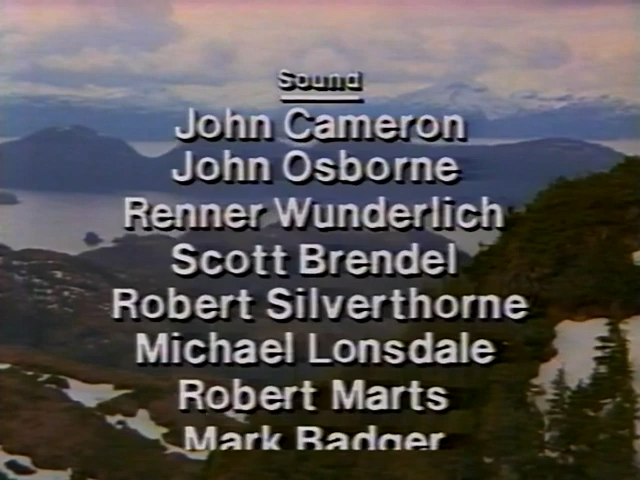 Sound
John Cameron
John Osborne
Renner Wunderlich
Scott Brendel
Robert Silverthorne
Michael Lonsdale
Robert Marts
Mark Badger